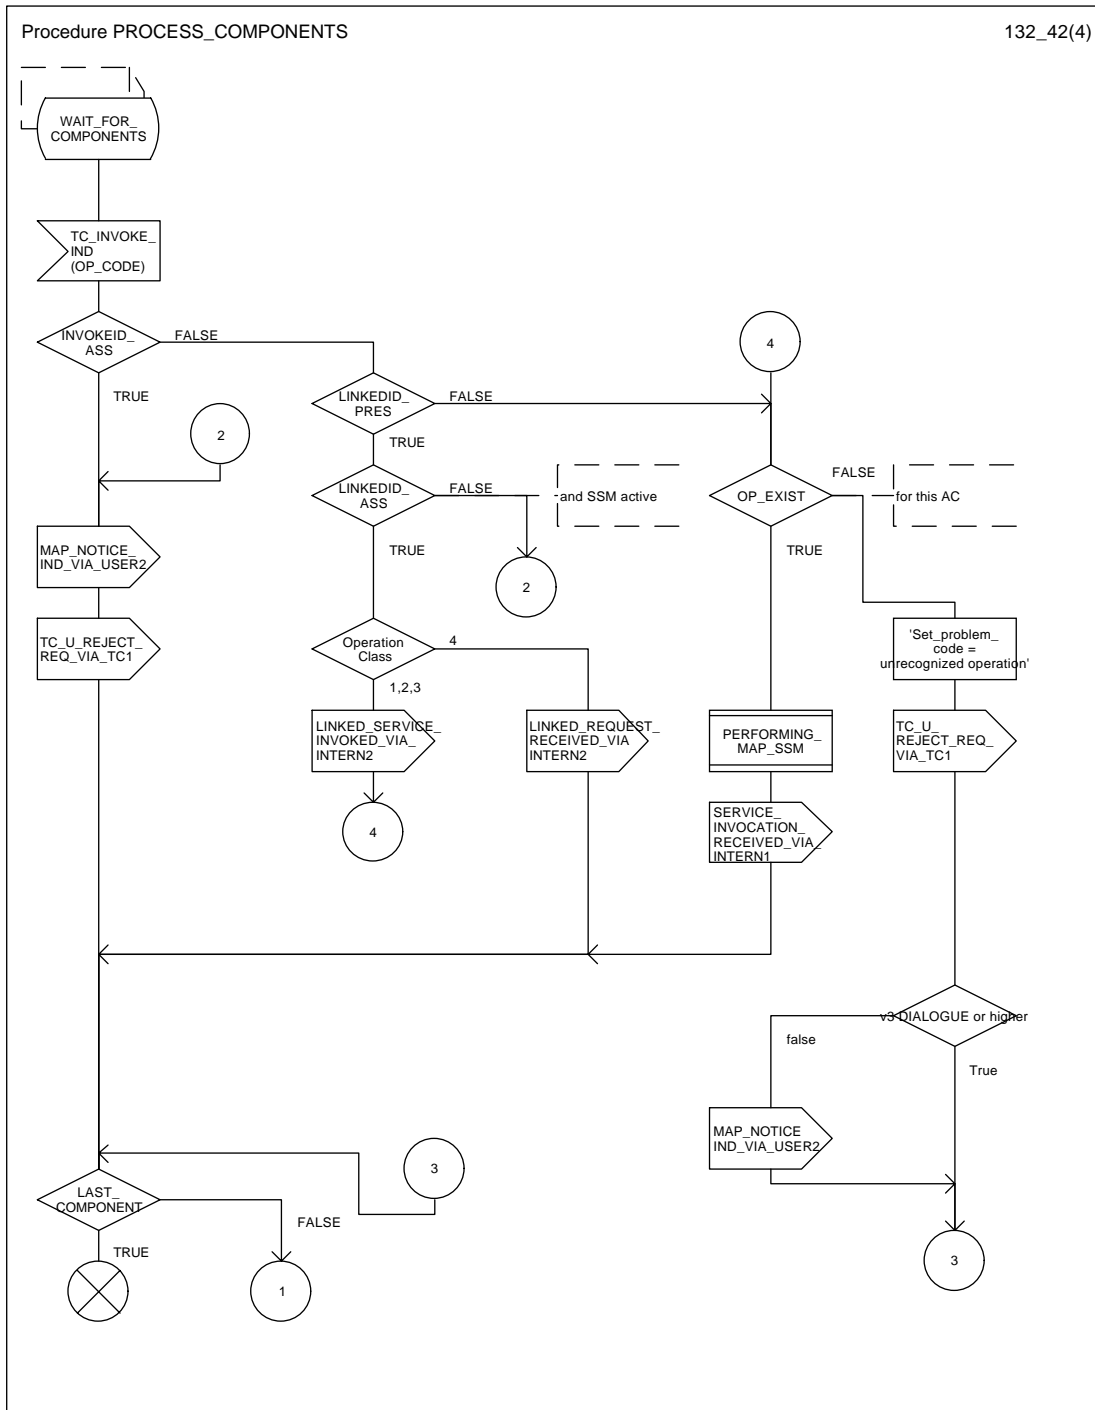 Procedure PROCESS_COMPONENTS
132_42(4)
WAIT_FOR_
COMPONENTS
TC_INVOKE_
IND
(OP_CODE)
INVOKEID_
ASS
FALSE
TRUE
4
LINKEDID_
PRES
FALSE
TRUE
2
LINKEDID_
ASS
FALSE
and SSM active
OP_EXIST
FALSE
for this AC
TRUE
TRUE
MAP_NOTICE_
IND_VIA_USER2
2
TC_U_REJECT_
REQ_VIA_TC1
Operation
Class
4
1,2,3
'Set_problem_
code =
unrecognized operation'
LINKED_SERVICE_
INVOKED_VIA_
INTERN2
LINKED_REQUEST_
RECEIVED_VIA
INTERN2
PERFORMING_
MAP_SSM
TC_U_
REJECT_REQ_
VIA_TC1
4
SERVICE_
INVOCATION_
RECEIVED_VIA_
INTERN1
v3 DIALOGUE or higher
false
True
MAP_NOTICE
IND_VIA_USER2
3
LAST_
COMPONENT
FALSE
TRUE
1
3